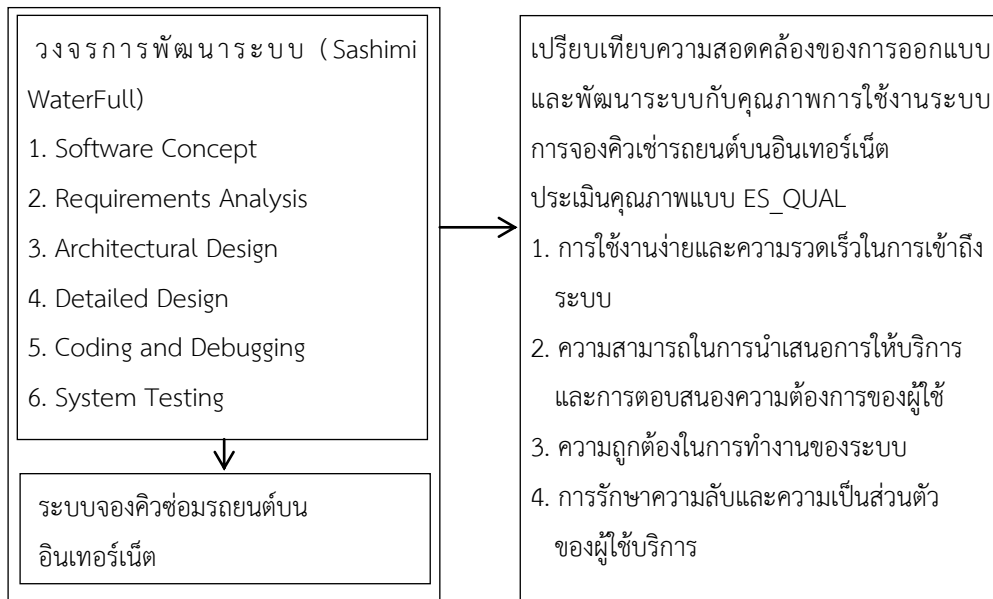 วงจรการพัฒนาระบบ (Sashimi
WaterFull)
1. Software Concept
2. Requirements Analysis
3. Architectural Design
4. Detailed Design
5. Coding and Debugging
6. System Testing
ระบบจองคิวซ่อมรถยนต์บน
อินเทอร์เน็ต
เปรียบเทียบความสอดคล้องของการออกแบบ
และพัฒนาระบบกับคุณภาพการใช้งานระบบ
การจองคิวเช่ารถยนต์บนอินเทอร์เน็ต
ประเมินคุณภาพแบบ ES_QUAL
1. การใช้งานง่ายและความรวดเร็วในการเข้าถึง
ระบบ
2. ความสามารถในการนำเสนอการให้บริการ
และการตอบสนองความต้องการของผู้ใช้
3. ความถูกต้องในการทำงานของระบบ
4. การรักษาความลับและความเป็นส่วนตัว
ของผู้ใช้บริการ